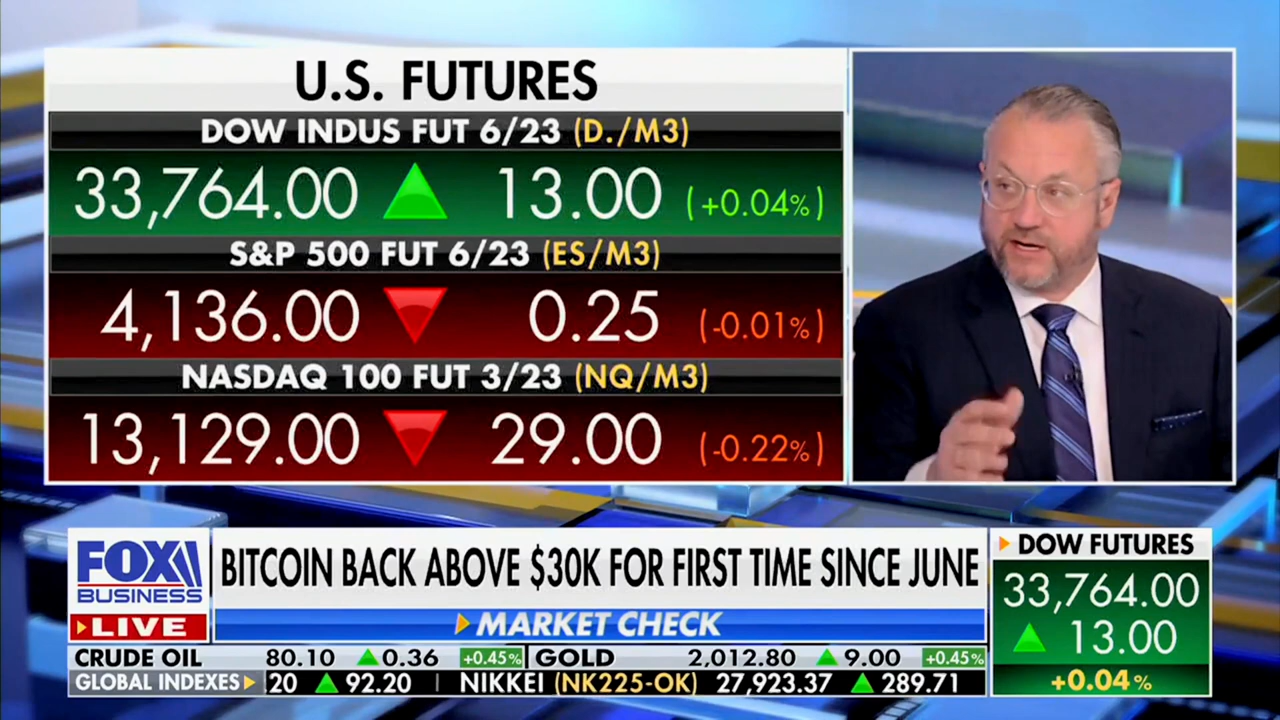 U.S. FUTURES
DOW INDUS FUT 6/23 (D./M3)
33,764.00 ▲ 13.00 (+0.04%)
S&P 500 FUT 6/23 (ES/M3)
4,136.00 ▼ 0.25 (-0.01%)
NASDAQ 100 FUT 3/23 (NQ/M3)
13,129.00 ▼ 29.00 (-0.22%)
FOX
BUSINESS
LIVE
BITCOIN BACK ABOVE $30K FOR FIRST TIME SINCE JUNE
MARKET CHECK
CRUDE OIL 80.10 ▲ 0.36 +0.45% GOLD 2,012.80 ▲ 9.00 +0.45%
GLOBAL INDEXES 20 ▲ 92.20 | NIKKEI (NK225-OK) 27,923.37 ▲ 289.71
DOW FUTURES
33,764.00
▲ 13.00
+0.04%